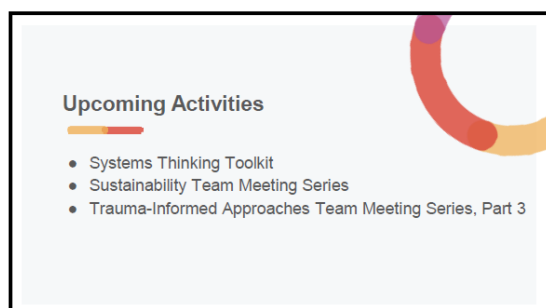 Upcoming Activities
● Systems Thinking Toolkit
● Sustainability Team Meeting Series
● Trauma-Informed Approaches Team Meeting Series, Part 3